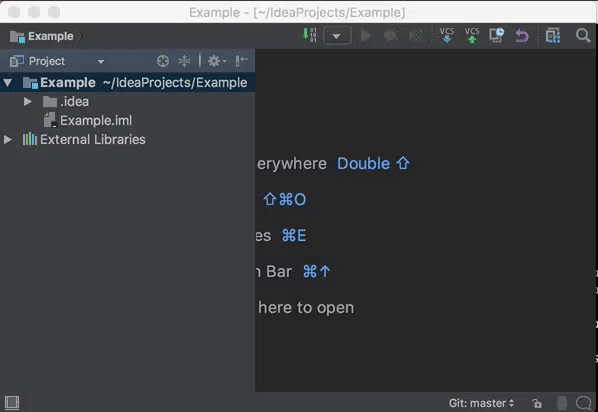 Example - [~/IdeaProjects/Example]
Example
VCS VCS
Project
Example ~/IdeaProjects/Example
.idea
Example.iml
External Libraries
erywhere Double ⇧
⇧⌘O
es ⌘E
Bar ⌘↑
here to open
Git: master